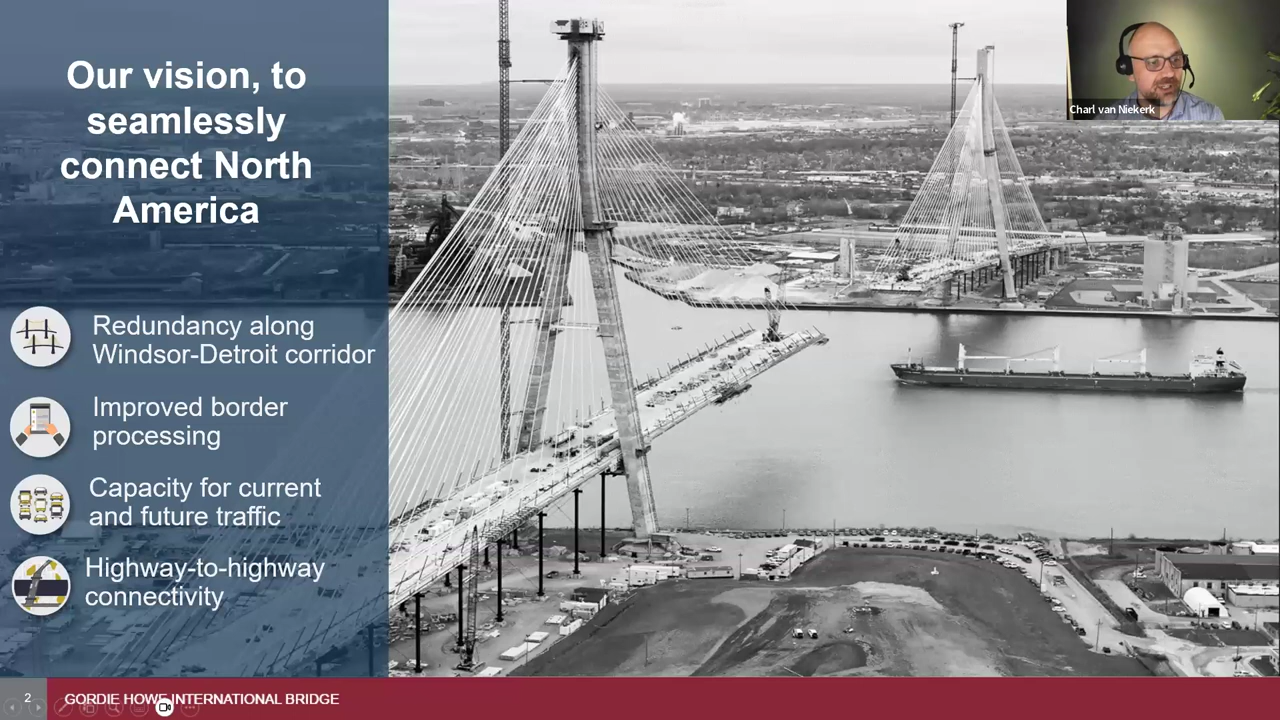 Our vision, to
seamlessly
connect North
America
Redundancy along
Windsor-Detroit corridor
Improved border
processing
Capacity for current
and future traffic
Highway-to-highway
connectivity
Charl van Niekerk
2
GORDIE HOWE INTERNATIONAL BRIDGE